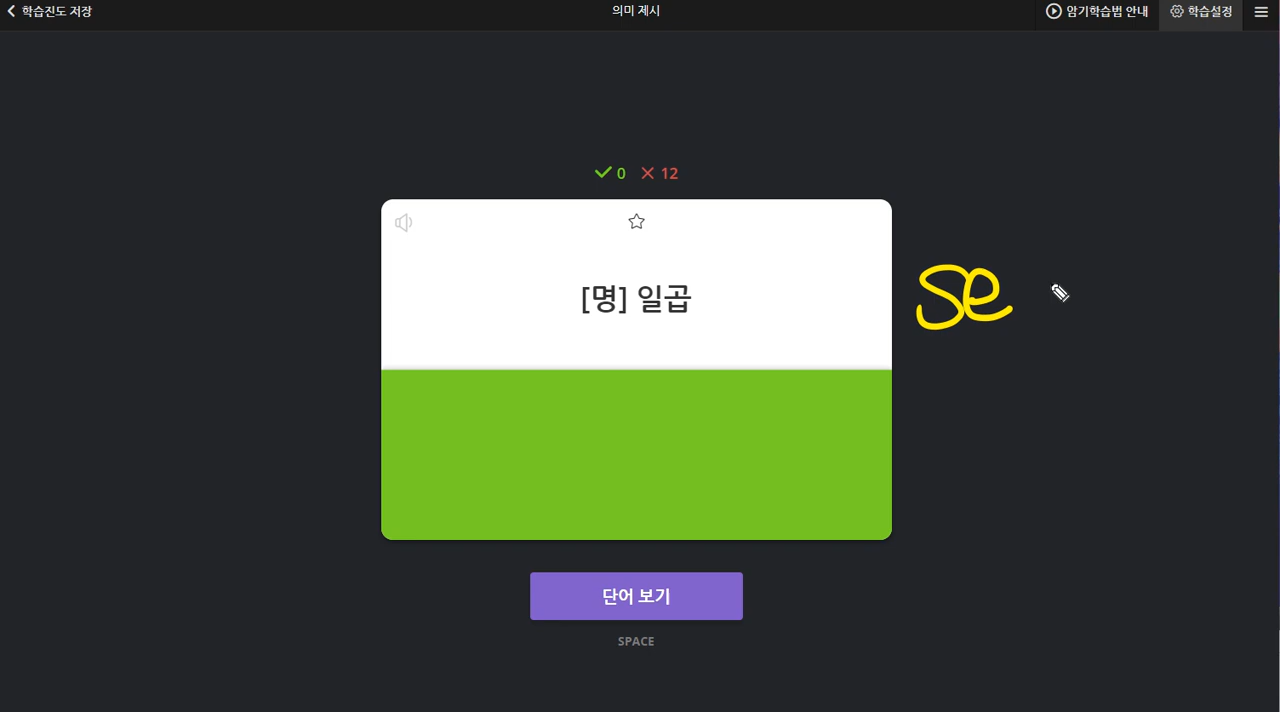 학습진도 저장
의미 제시
암기학습법 안내
학습설정
0
12
[명] 일곱
se
단어 보기
SPACE